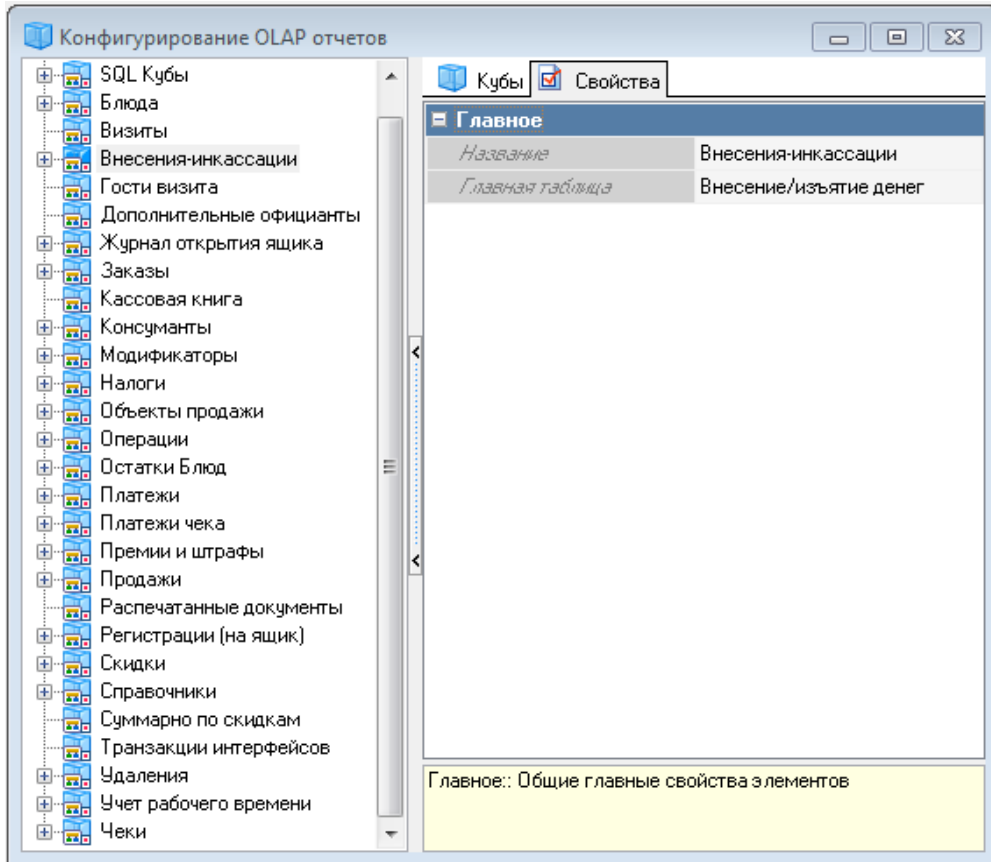 Конфигурирование OLAP отчетов
SQL Кубы
Блюда
Визиты
Внесения-инкассации
Гости визита
Дополнительные официанты
Журнал открытия ящика
Заказы
Кассовая книга
Консуманты
Модификаторы
Налоги
Объекты продажи
Операции
Остатки Блюд
Платежи
Платежи чека
Премии и штрафы
Продажи
Распечатанные документы
Регистрации (на ящик)
Скидки
Справочники
Суммарно по скидкам
Транзакции интерфейсов
Удаления
Учет рабочего времени
Чеки
Кубы Свойства
Главное
Название Внесения-инкассации
Главная таблица Внесение/изъятие денег
Главное:: Общие главные свойства элементов